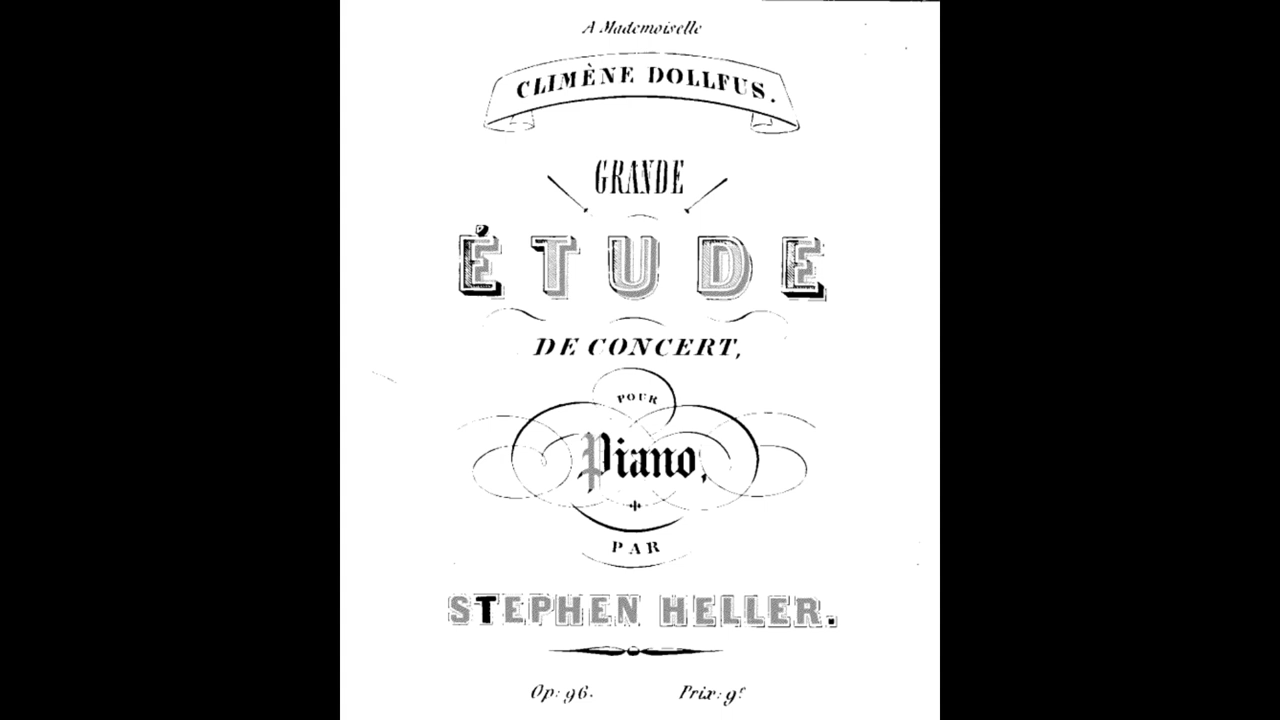 A Mademoiselle
CLIMÈNE DOLLFUS.
GRANDE
ÉTUDE
DE CONCERT,
POUR
Piano,
PAR
STEPHEN HELLER.
Op: 96. Prix: 9f